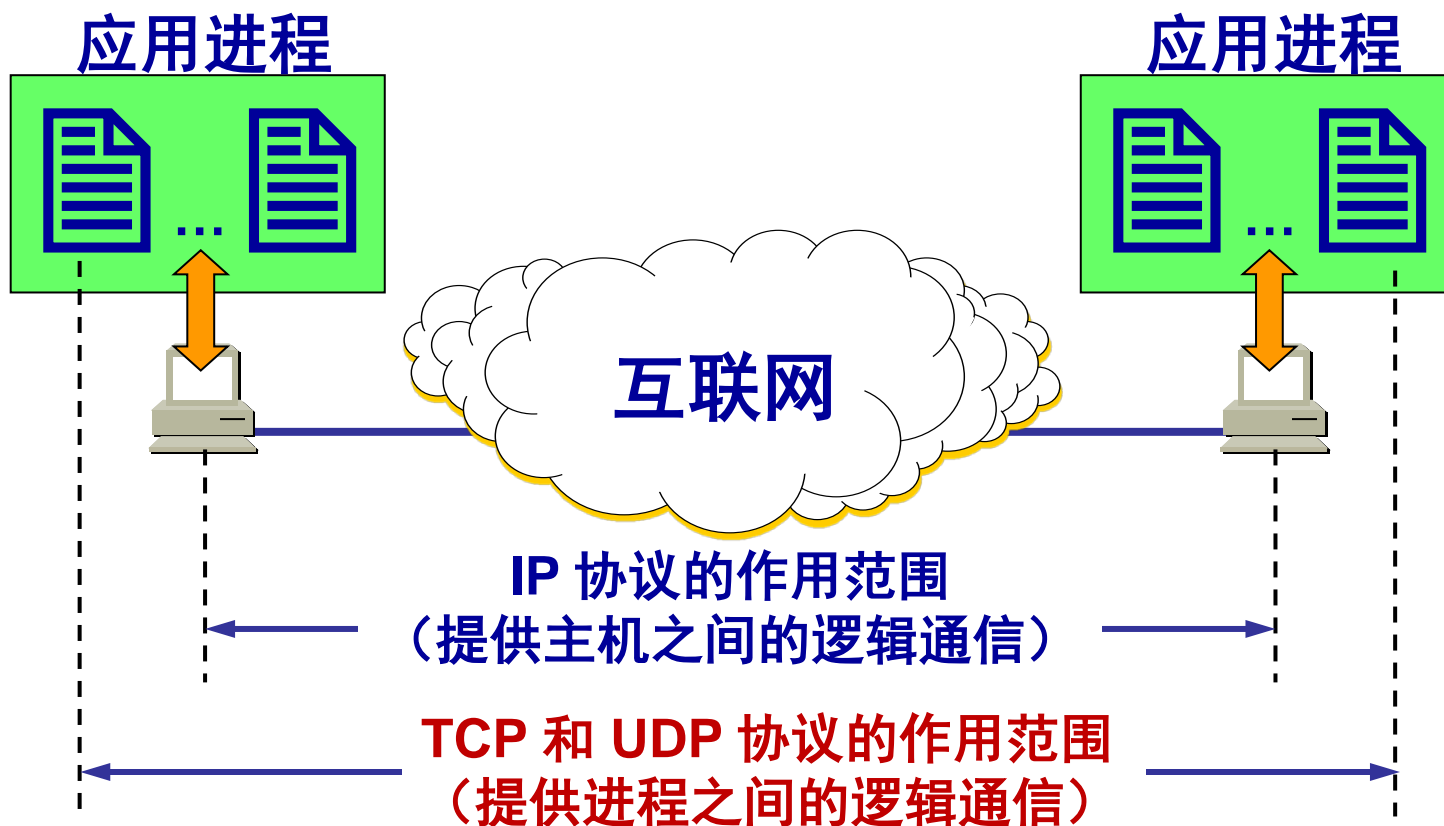 应用进程
应用进程
…
…
互联网
IP 协议的作用范围
（提供主机之间的逻辑通信）
TCP 和 UDP 协议的作用范围
（提供进程之间的逻辑通信）